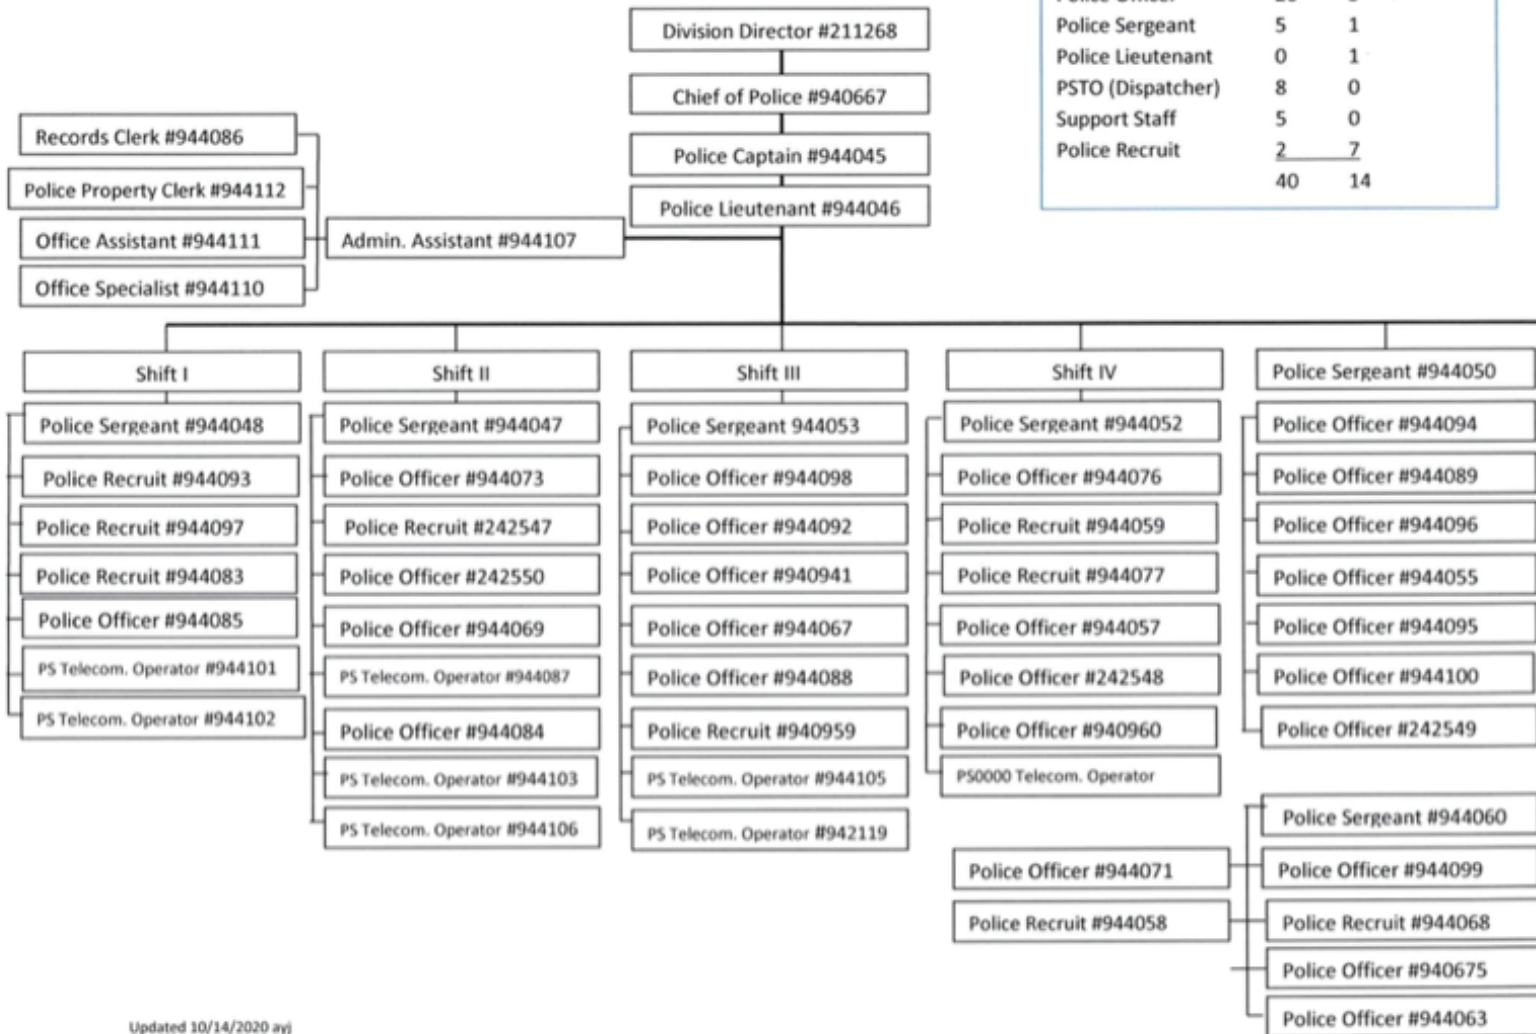 Division Director #211268
Chief of Police #940667
Police Captain #944045
Police Lieutenant #944046
Police Sergeant 5 1
Police Lieutenant 0 1
PSTO (Dispatcher) 8 0
Support Staff 5 0
Police Recruit 2 7
40 14
Records Clerk #944086
Police Property Clerk #944112
Office Assistant #944111
Office Specialist #944110
Admin. Assistant #944107
Shift I
Police Sergeant #944048
Police Recruit #944093
Police Recruit #944097
Police Recruit #944083
Police Officer #944085
PS Telecom. Operator #944101
PS Telecom. Operator #944102
Shift II
Police Sergeant #944047
Police Officer #944073
Police Recruit #242547
Police Officer #242550
Police Officer #944069
PS Telecom. Operator #944087
Police Officer #944084
PS Telecom. Operator #944103
PS Telecom. Operator #944106
Shift III
Police Sergeant 944053
Police Officer #944098
Police Officer #944092
Police Officer #940941
Police Officer #944067
Police Officer #944088
Police Recruit #940959
PS Telecom. Operator #944105
PS Telecom. Operator #942119
Shift IV
Police Sergeant #944052
Police Officer #944076
Police Recruit #944059
Police Recruit #944077
Police Officer #944057
Police Officer #242548
Police Officer #940960
PS0000 Telecom. Operator
Police Sergeant #944050
Police Officer #944094
Police Officer #944089
Police Officer #944096
Police Officer #944055
Police Officer #944095
Police Officer #944100
Police Officer #242549
Police Sergeant #944060
Police Officer #944071
Police Officer #944099
Police Recruit #944058
Police Recruit #944068
Police Officer #940675
Police Officer #944063
Updated 10/14/2020 ayj